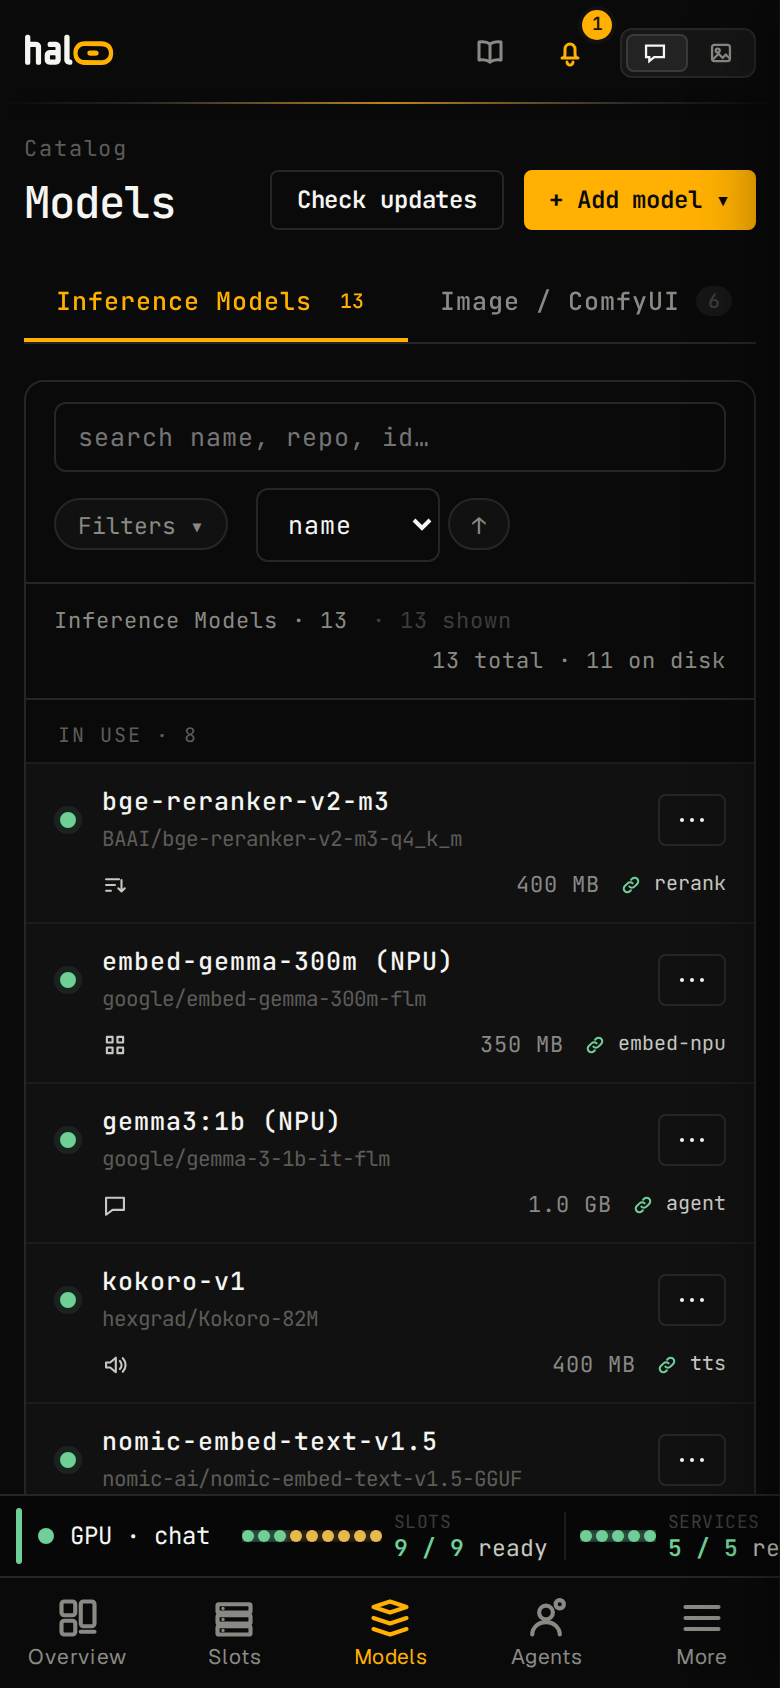 halo
1
Catalog
Models
Check updates
+ Add model ▾
Inference Models 13
Image / ComfyUI 6
search name, repo, id…
Filters ▾
name
↑
Inference Models · 13 · 13 shown
13 total · 11 on disk
IN USE · 8
bge-reranker-v2-m3
BAAI/bge-reranker-v2-m3-q4_k_m
400 MB rerank
embed-gemma-300m (NPU)
google/embed-gemma-300m-flm
350 MB embed-npu
gemma3:1b (NPU)
google/gemma-3-1b-it-flm
1.0 GB agent
kokoro-v1
hexgrad/Kokoro-82M
400 MB tts
nomic-embed-text-v1.5
nomic-ai/nomic-embed-text-v1.5-GGUF
GPU · chat
SLOTS
9 / 9 ready
SERVICES
5 / 5 re
Overview
Slots
Models
Agents
More